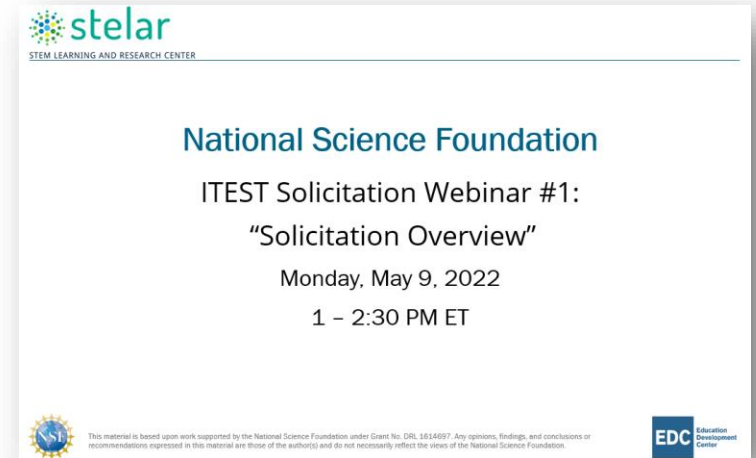 stelar
STEM LEARNING AND RESEARCH CENTER
National Science Foundation
ITEST Solicitation Webinar #1:
“Solicitation Overview”
Monday, May 9, 2022
1 – 2:30 PM ET
NSF
This material is based upon work supported by the National Science Foundation under Grant No. DRL 1614697. Any opinions, findings, and conclusions or
recommendations expressed in this material are those of the author(s) and do not necessarily reflect the views of the National Science Foundation.
EDC
Education
Development
Center